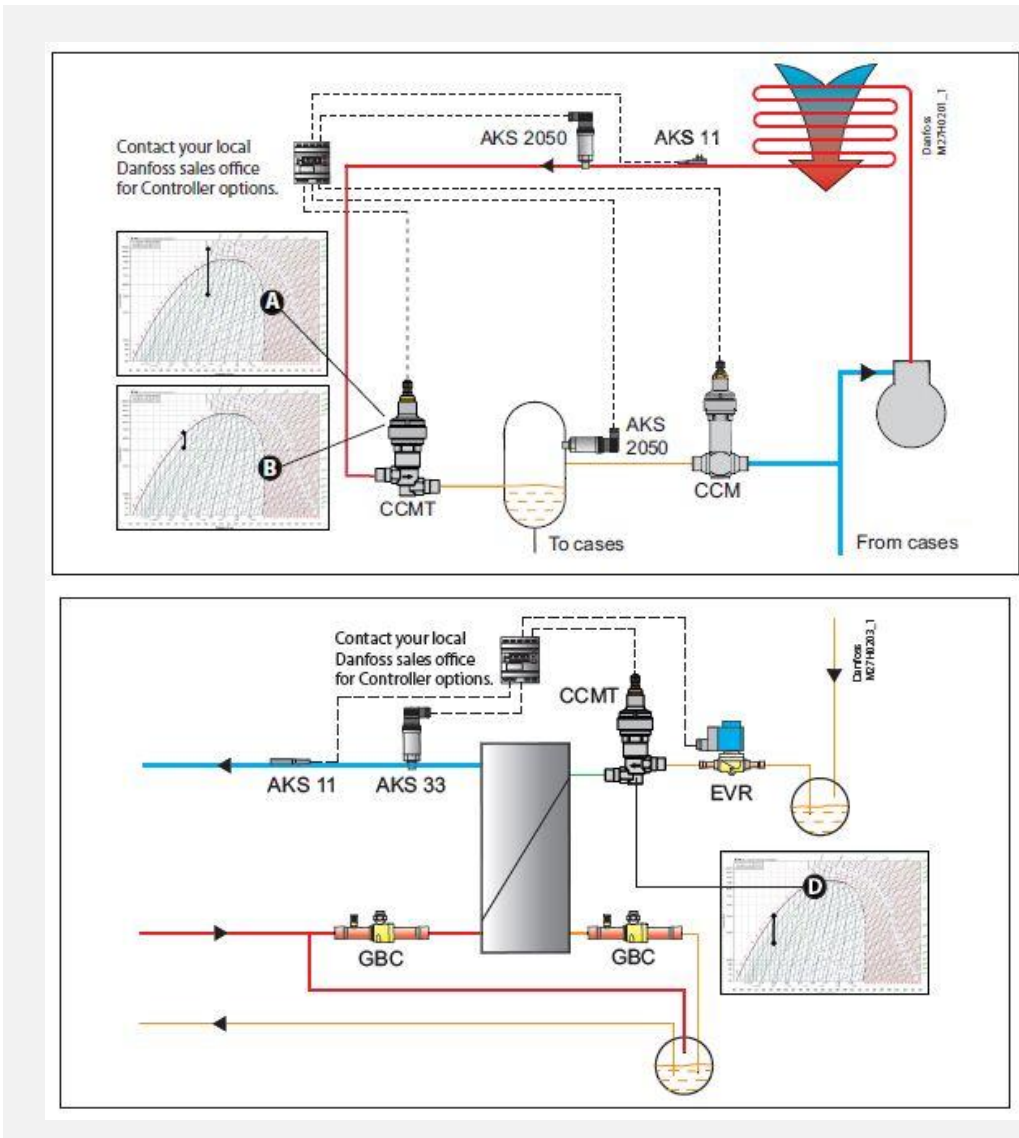 Contact your local
Danfoss sales office
for Controller options.
AKS 2050
AKS 11
Danfoss
M27H0201_1
A
B
CCMT
AKS
2050
CCM
To cases
From cases
Contact your local
Danfoss sales office
for Controller options.
CCMT
Danfoss
M27H0203_1
AKS 11
AKS 33
EVR
D
GBC
GBC